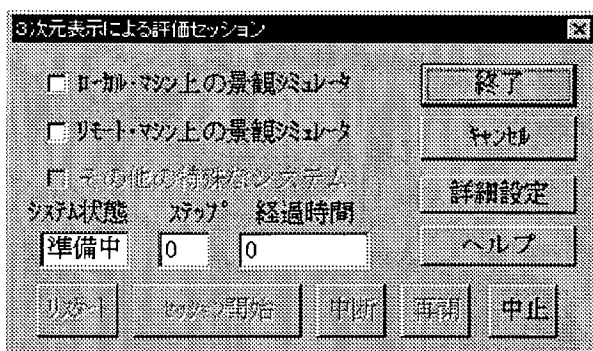 3次元表示による評価セッション
ローカル・マシン上の景観シミュレータ
終了
リモート・マシン上の景観シミュレータ
キャンセル
その他の特殊なシステム
詳細設定
システム状態 ステップ 経過時間
準備中 0 0
ヘルプ
リスタート セッション開始 中断 再開 中止